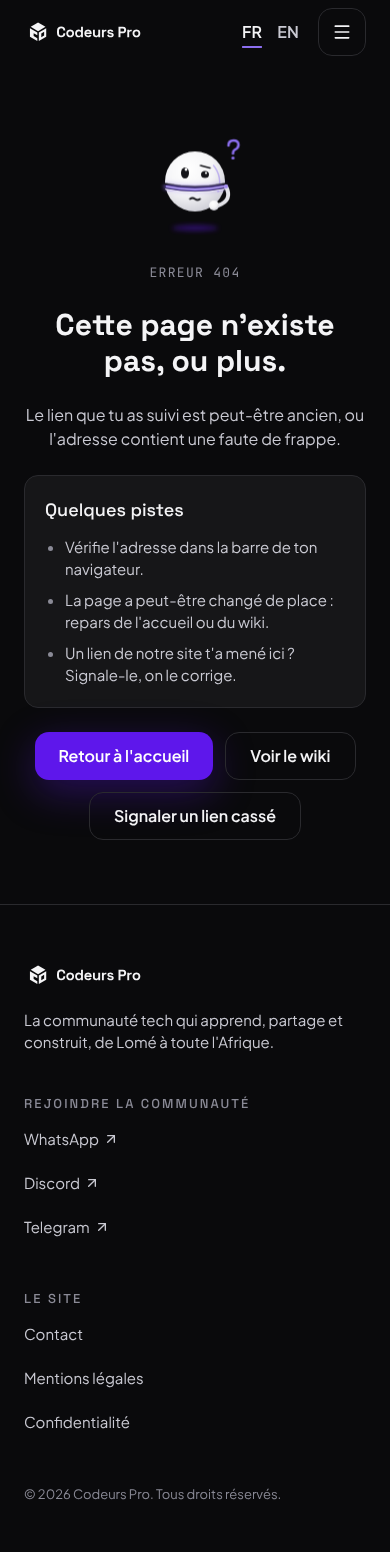 Codeurs Pro
FR EN
?
ERREUR 404
Cette page n'existe
pas, ou plus.
Le lien que tu as suivi est peut-être ancien, ou
l'adresse contient une faute de frappe.
Quelques pistes
• Vérifie l'adresse dans la barre de ton
navigateur.
• La page a peut-être changé de place :
repars de l'accueil ou du wiki.
• Un lien de notre site t'a mené ici ?
Signale-le, on le corrige.
Retour à l'accueil
Voir le wiki
Signaler un lien cassé
Codeurs Pro
La communauté tech qui apprend, partage et
construit, de Lomé à toute l'Afrique.
REJOINDRE LA COMMUNAUTÉ
WhatsApp ↗
Discord ↗
Telegram ↗
LE SITE
Contact
Mentions légales
Confidentialité
© 2026 Codeurs Pro. Tous droits réservés.